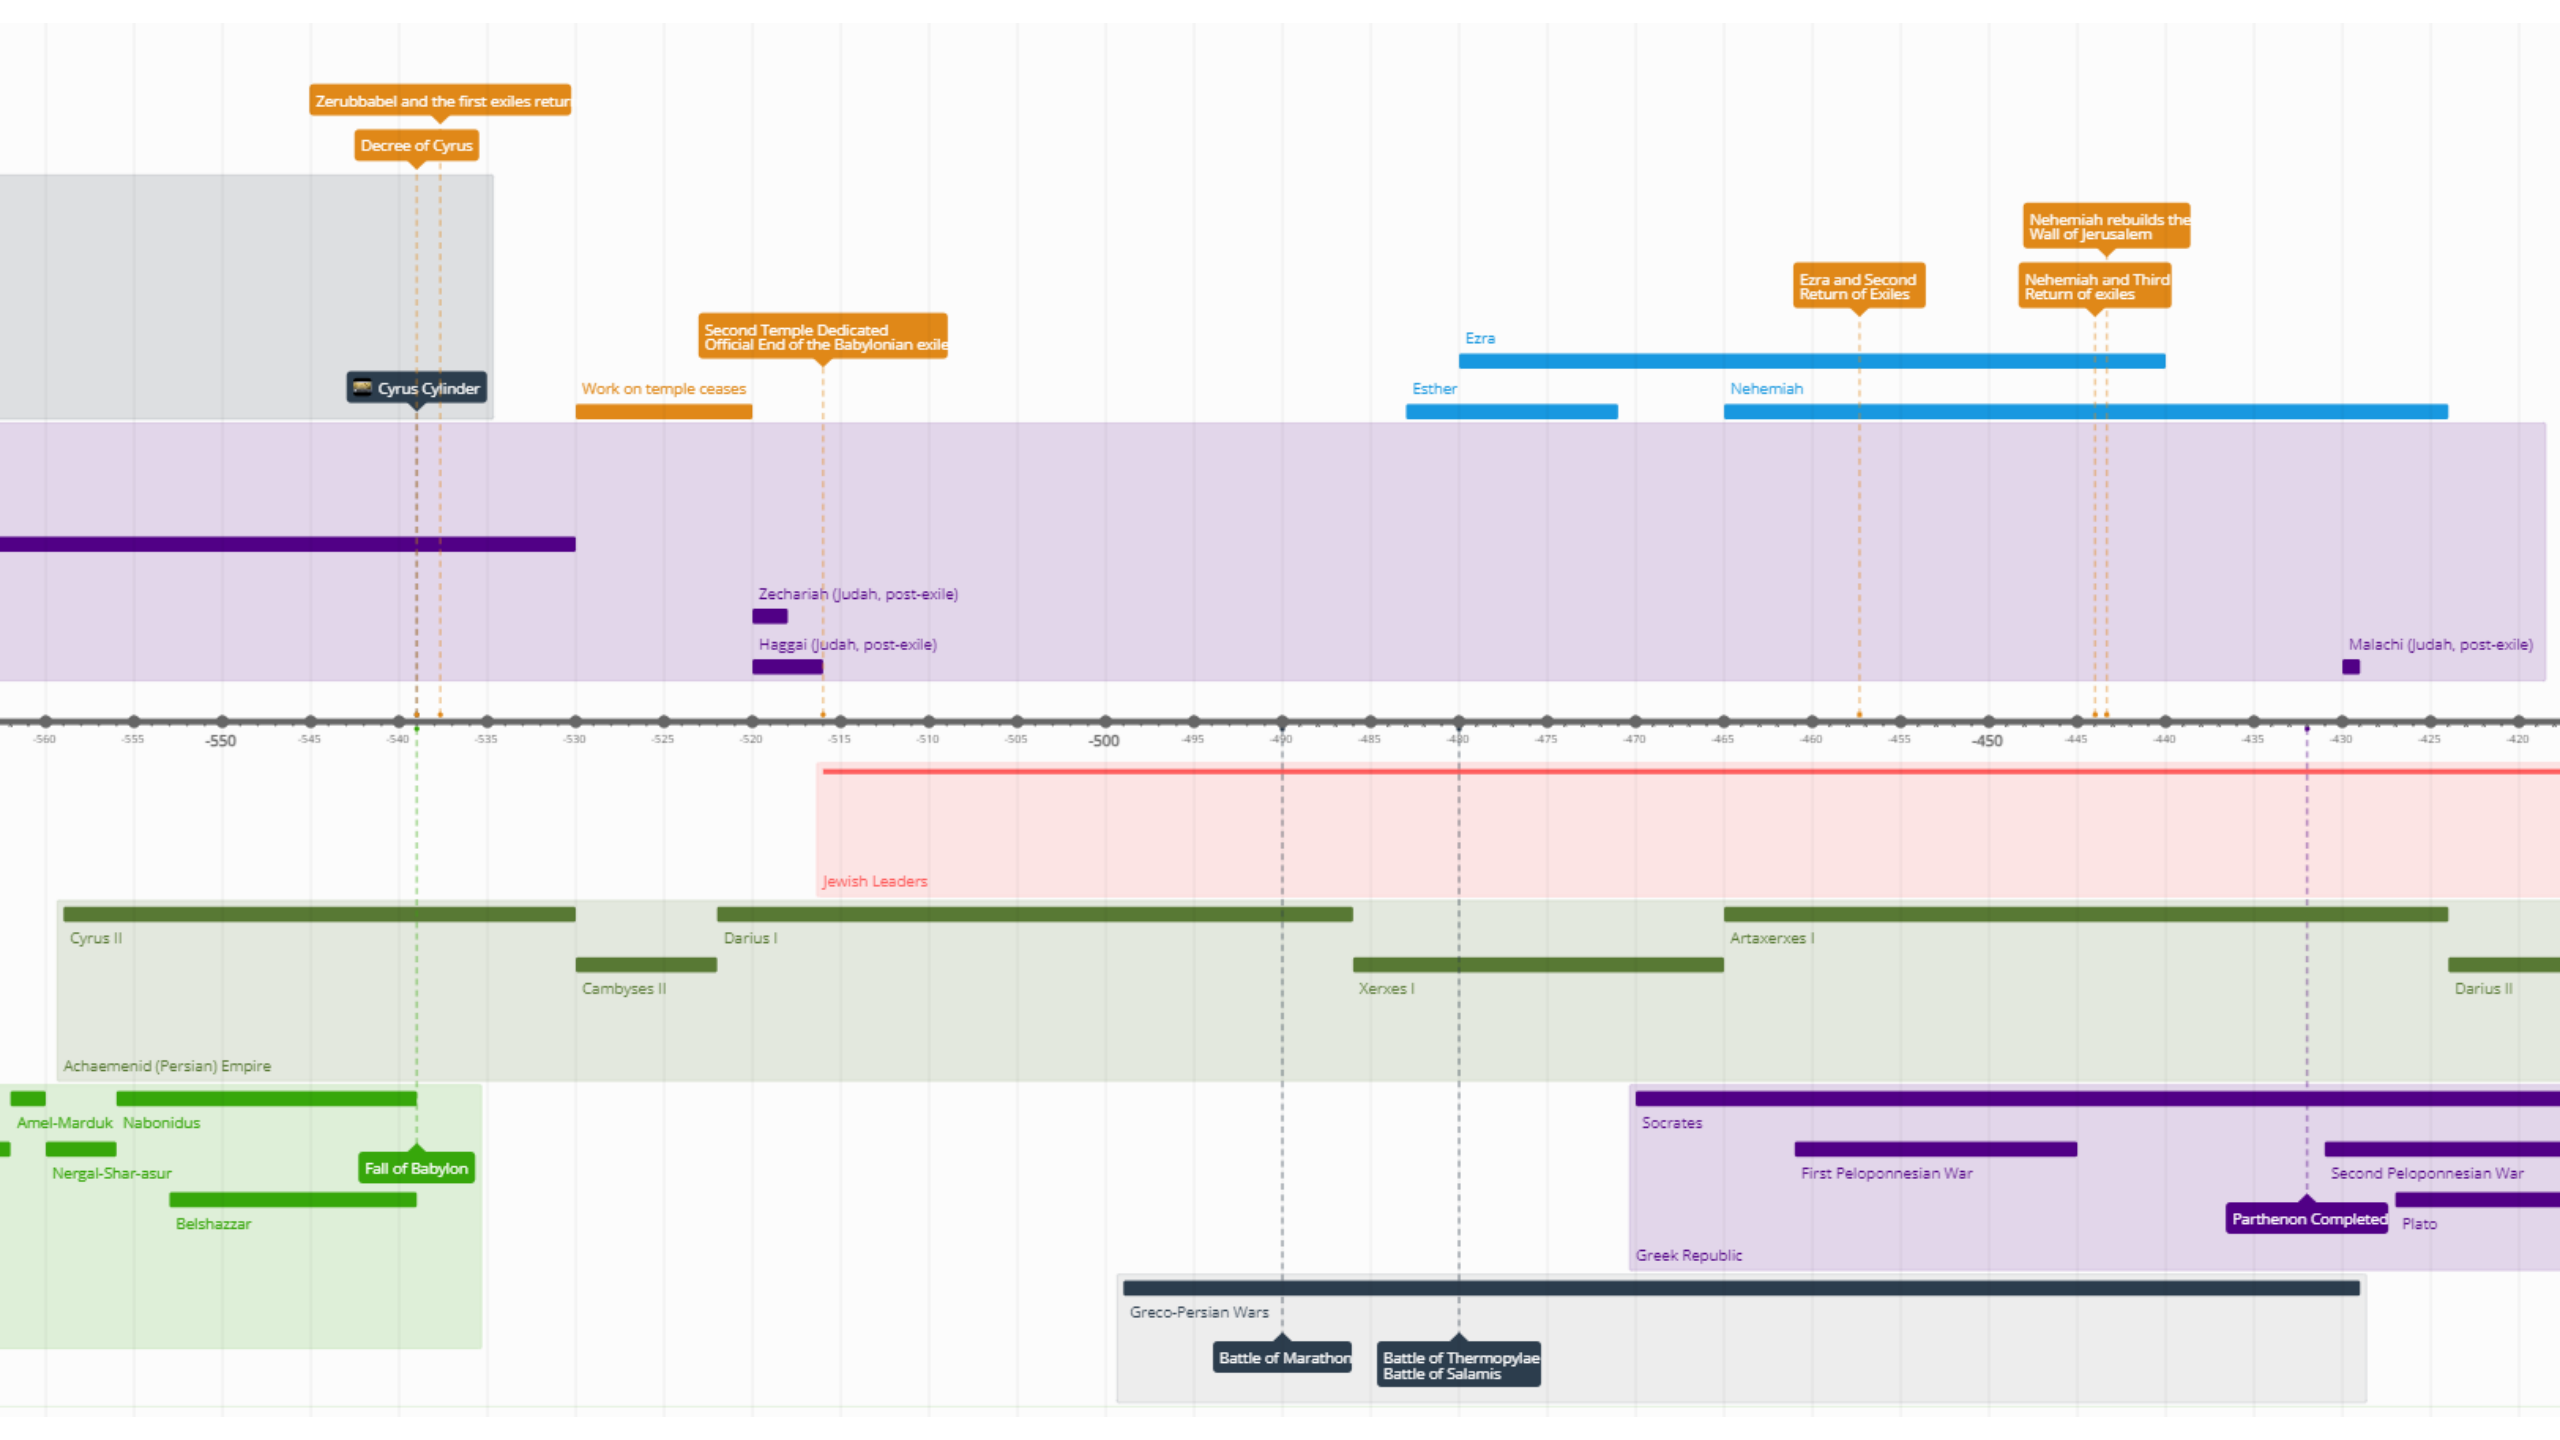 Zerubbabel and the first exiles retur
Decree of Cyrus
Nehemiah rebuilds the
Wall of Jerusalem
Ezra and Second
Return of Exiles
Nehemiah and Third
Return of exiles
Second Temple Dedicated
Official End of the Babylonian exile
Ezra
Cyrus Cylinder
Work on temple ceases
Esther
Nehemiah
Zechariah (Judah, post-exile)
Haggai (Judah, post-exile)
Malachi (Judah, post-exile)
-560 -555 -550 -545 -540 -535 -530 -525 -520 -515 -510 -505 -500 -495 -490 -485 -480 -475 -470 -465 -460 -455 -450 -445 -440 -435 -430 -425 -420
Jewish Leaders
Cyrus II
Darius I
Artaxerxes I
Cambyses II
Xerxes I
Darius II
Achaemenid (Persian) Empire
Amel-Marduk
Nabonidus
Socrates
Fall of Babylon
Nergal-Shar-asur
First Peloponnesian War
Second Peloponnesian War
Belshazzar
Parthenon Completed
Plato
Greek Republic
Greco-Persian Wars
Battle of Marathon
Battle of Thermopylae
Battle of Salamis